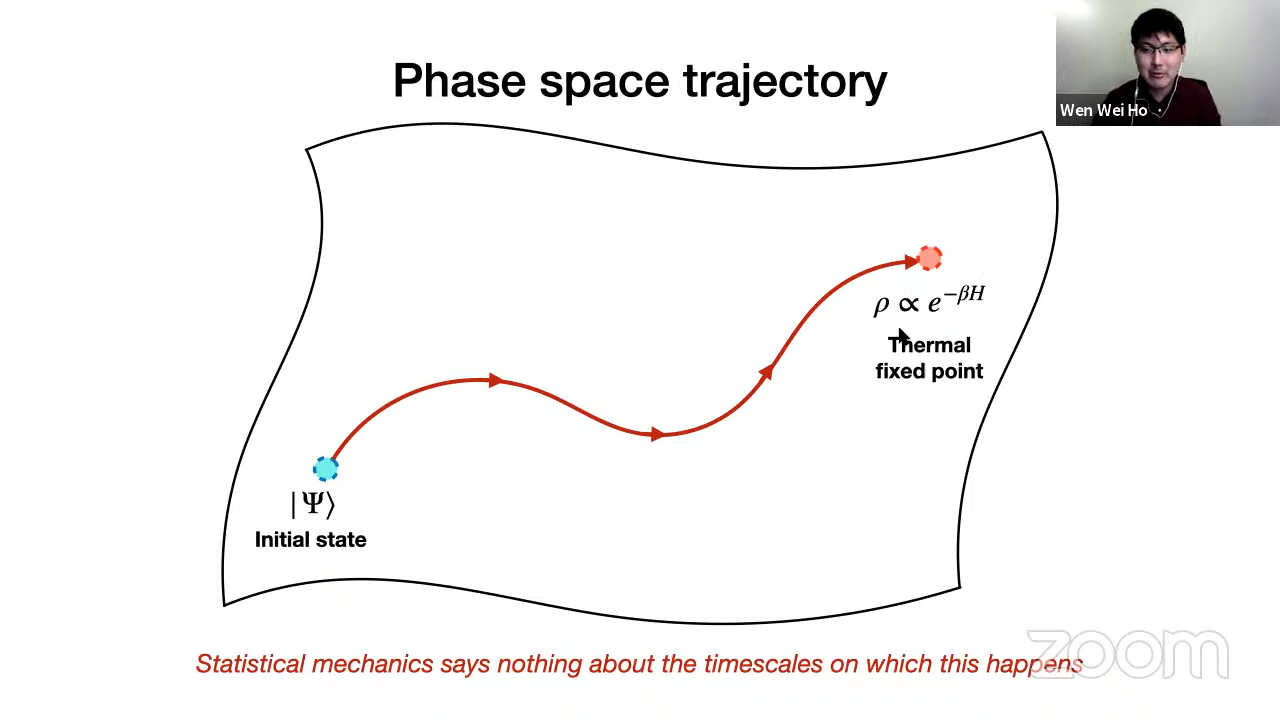 Phase space trajectory
Wen Wei Ho
ρ ∝ e^{−βH}
Thermal
fixed point
|Ψ⟩
Initial state
Statistical mechanics says nothing about the timescales on which this happens
zoom